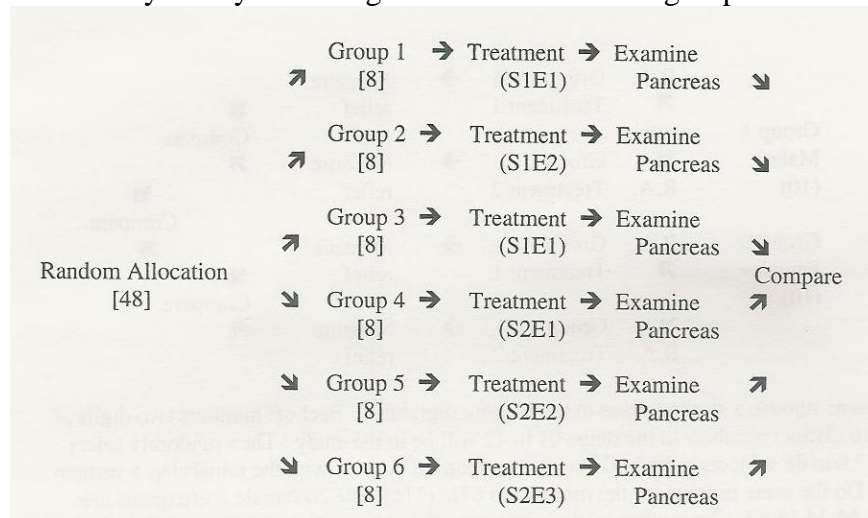 Group 1 → Treatment → Examine
[8] (S1E1) Pancreas
Group 2 → Treatment → Examine
[8] (S1E2) Pancreas
Group 3 → Treatment → Examine
[8] (S1E1) Pancreas
Random Allocation
[48]
Compare
Group 4 → Treatment → Examine
[8] (S2E1) Pancreas
Group 5 → Treatment → Examine
[8] (S2E2) Pancreas
Group 6 → Treatment → Examine
[8] (S2E3) Pancreas